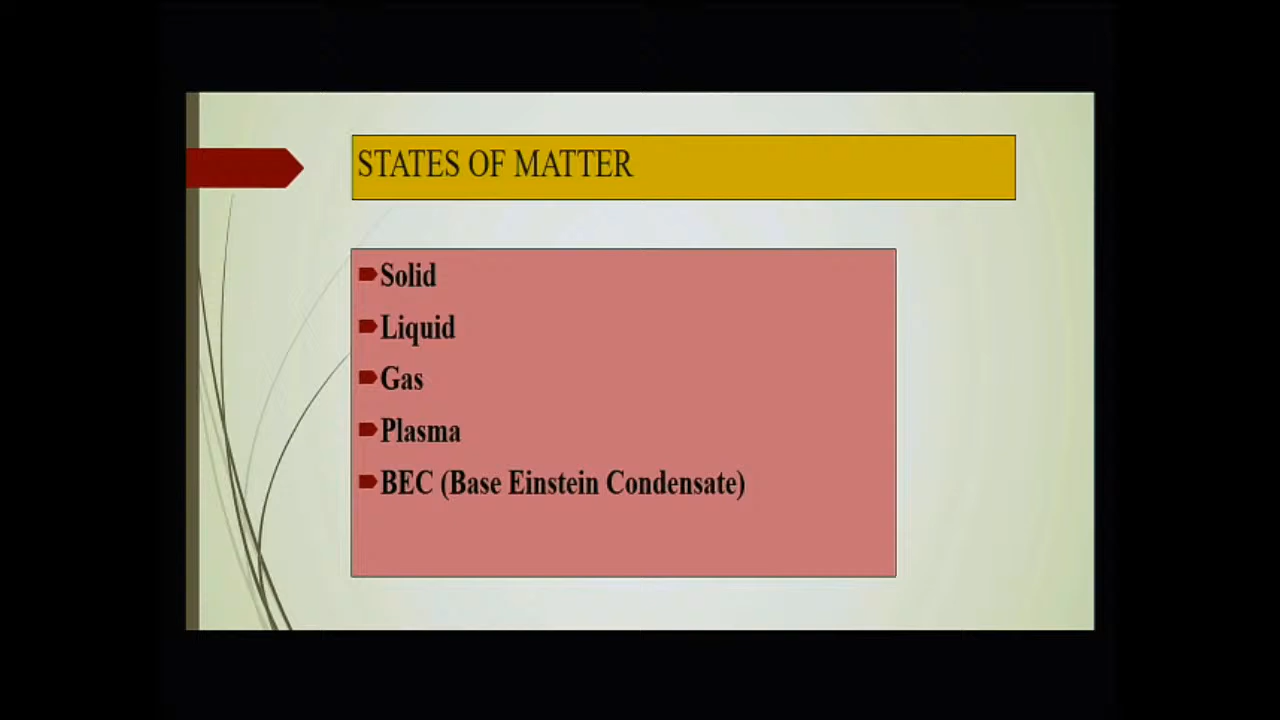 STATES OF MATTER
Solid
Liquid
Gas
Plasma
BEC (Base Einstein Condensate)